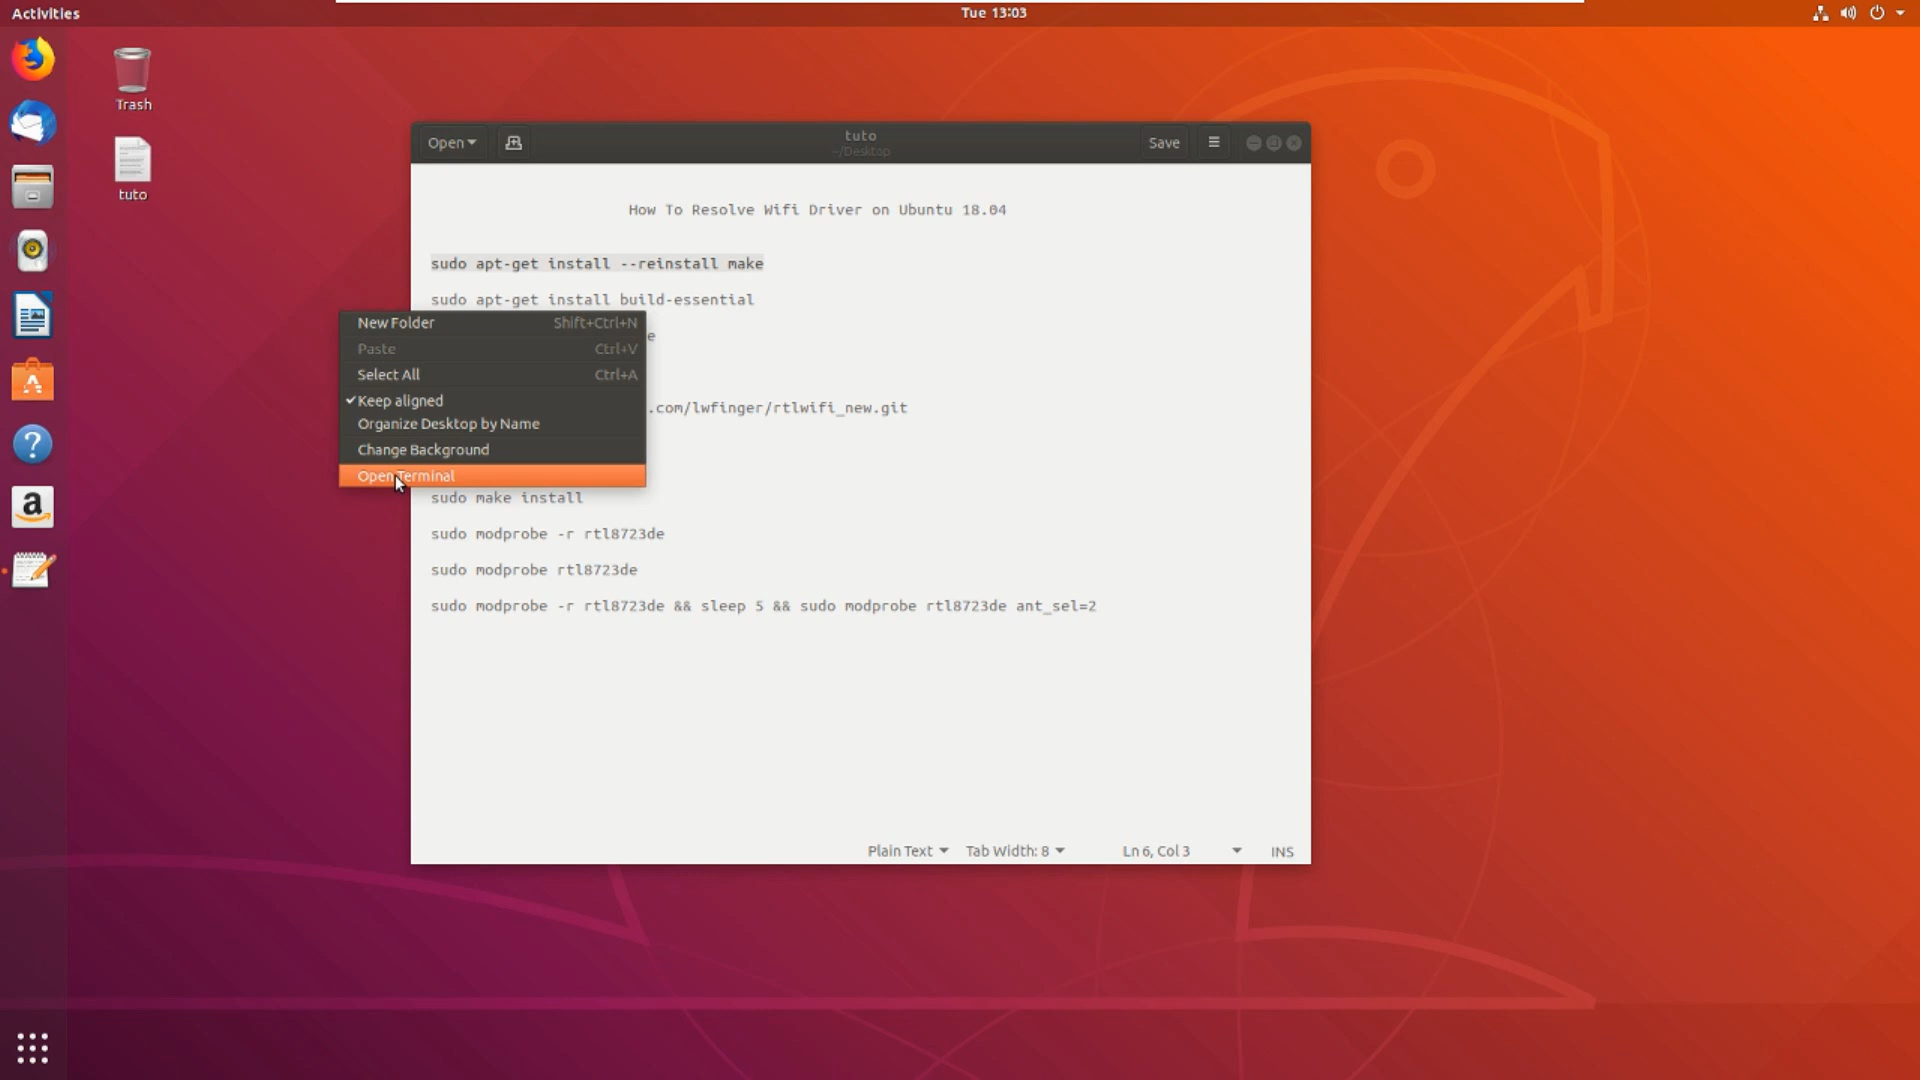 Activities
Tue 13:03
Trash
tuto
Open
tuto
~/Desktop
Save
How To Resolve Wifi Driver on Ubuntu 18.04
sudo apt-get install --reinstall make
sudo apt-get install build-essential
e
.com/lwfinger/rtlwifi_new.git
New Folder Shift+Ctrl+N
Paste Ctrl+V
Select All Ctrl+A
Keep aligned
Organize Desktop by Name
Change Background
Open Terminal
sudo make install
sudo modprobe -r rtl8723de
sudo modprobe rtl8723de
sudo modprobe -r rtl8723de && sleep 5 && sudo modprobe rtl8723de ant_sel=2
Plain Text Tab Width: 8 Ln 6, Col 3 INS